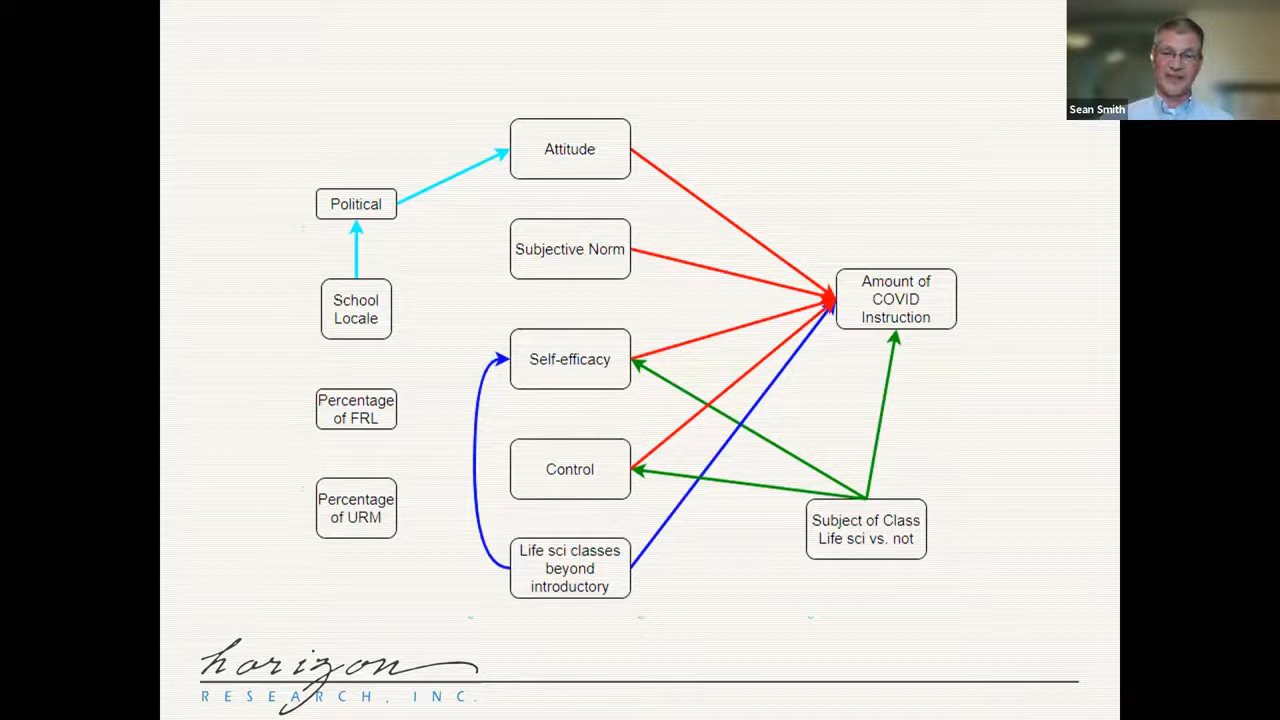 Sean Smith
Attitude
Political
Subjective Norm
School
Locale
Amount of
COVID
Instruction
Self-efficacy
Percentage
of FRL
Control
Percentage
of URM
Subject of Class
Life sci vs. not
Life sci classes
beyond
introductory
horizon
RESEARCH, INC.